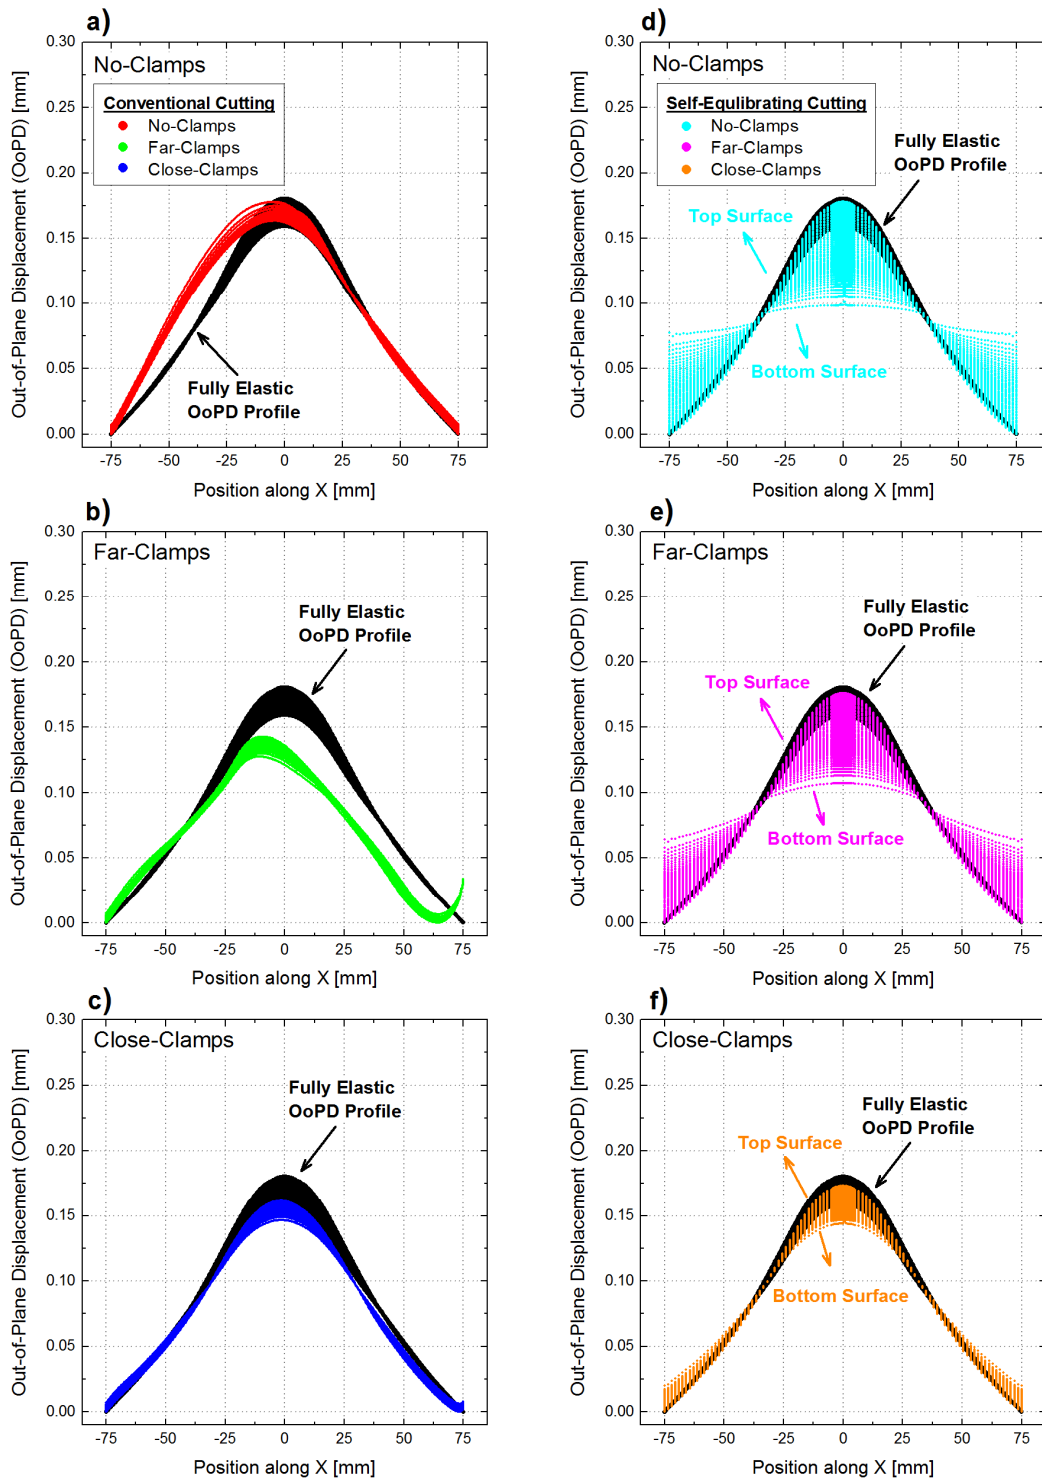 a)
0.30
0.25
0.20
0.15
0.10
0.05
0.00
Out-of-Plane Displacement (OoPD) [mm]
No-Clamps
Conventional Cutting
No-Clamps
Far-Clamps
Close-Clamps
Fully Elastic
OoPD Profile
-75
-50
-25
0
25
50
75
Position along X [mm]
d)
0.30
0.25
0.20
0.15
0.10
0.05
0.00
Out-of-Plane Displacement (OoPD) [mm]
No-Clamps
Self-Equlibrating Cutting
No-Clamps
Far-Clamps
Close-Clamps
Fully Elastic
OoPD Profile
Top Surface
Bottom Surface
-75
-50
-25
0
25
50
75
Position along X [mm]
b)
0.30
0.25
0.20
0.15
0.10
0.05
0.00
Out-of-Plane Displacement (OoPD) [mm]
Far-Clamps
Fully Elastic
OoPD Profile
-75
-50
-25
0
25
50
75
Position along X [mm]
e)
0.30
0.25
0.20
0.15
0.10
0.05
0.00
Out-of-Plane Displacement (OoPD) [mm]
Far-Clamps
Fully Elastic
OoPD Profile
Top Surface
Bottom Surface
-75
-50
-25
0
25
50
75
Position along X [mm]
c)
0.30
0.25
0.20
0.15
0.10
0.05
0.00
Out-of-Plane Displacement (OoPD) [mm]
Close-Clamps
Fully Elastic
OoPD Profile
-75
-50
-25
0
25
50
75
Position along X [mm]
f)
0.30
0.25
0.20
0.15
0.10
0.05
0.00
Out-of-Plane Displacement (OoPD) [mm]
Close-Clamps
Fully Elastic
OoPD Profile
Top Surface
Bottom Surface
-75
-50
-25
0
25
50
75
Position along X [mm]